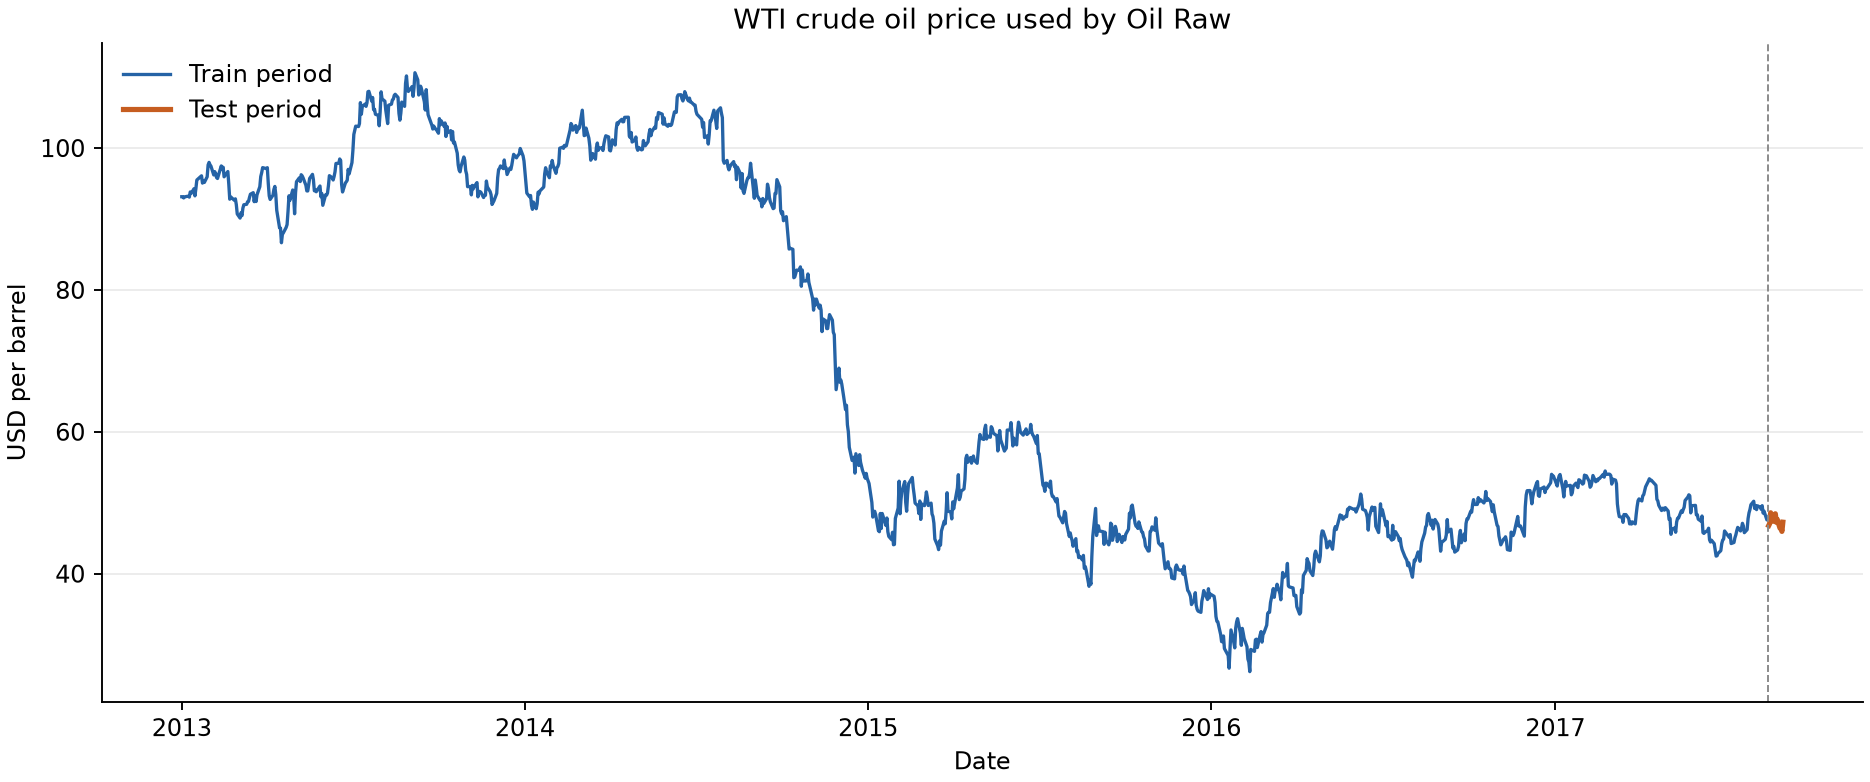 WTI crude oil price used by Oil Raw
Train period
Test period
100
80
60
40
USD per barrel
2013
2014
2015
2016
2017
Date